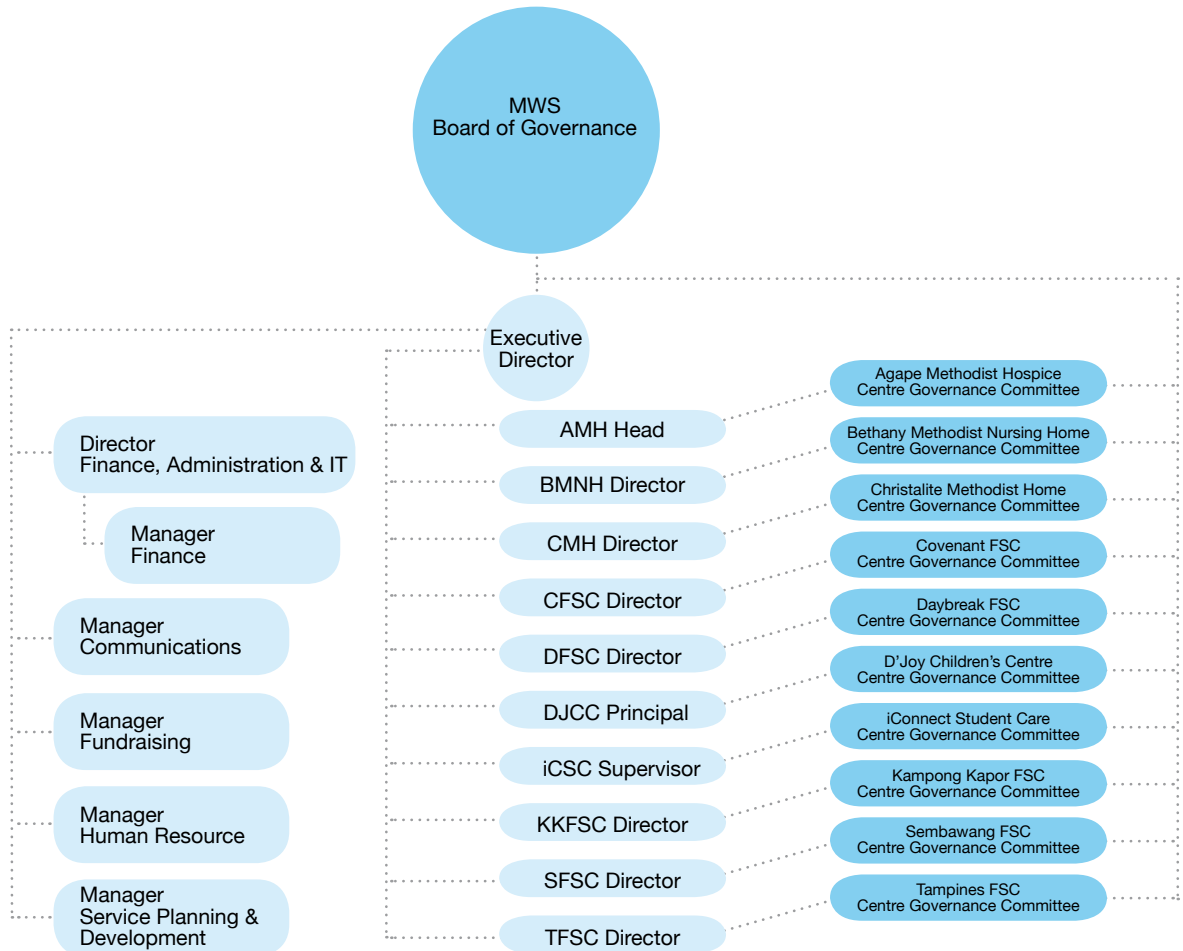 MWS
Board of Governance
Executive
Director
Director
Finance, Administration & IT
Manager
Finance
Manager
Communications
Manager
Fundraising
Manager
Human Resource
Manager
Service Planning &
Development
AMH Head
BMNH Director
CMH Director
CFSC Director
DFSC Director
DJCC Principal
iCSC Supervisor
KKFSC Director
SFSC Director
TFSC Director
Agape Methodist Hospice
Centre Governance Committee
Bethany Methodist Nursing Home
Centre Governance Committee
Christalite Methodist Home
Centre Governance Committee
Covenant FSC
Centre Governance Committee
Daybreak FSC
Centre Governance Committee
D’Joy Children’s Centre
Centre Governance Committee
iConnect Student Care
Centre Governance Committee
Kampong Kapor FSC
Centre Governance Committee
Sembawang FSC
Centre Governance Committee
Tampines FSC
Centre Governance Committee